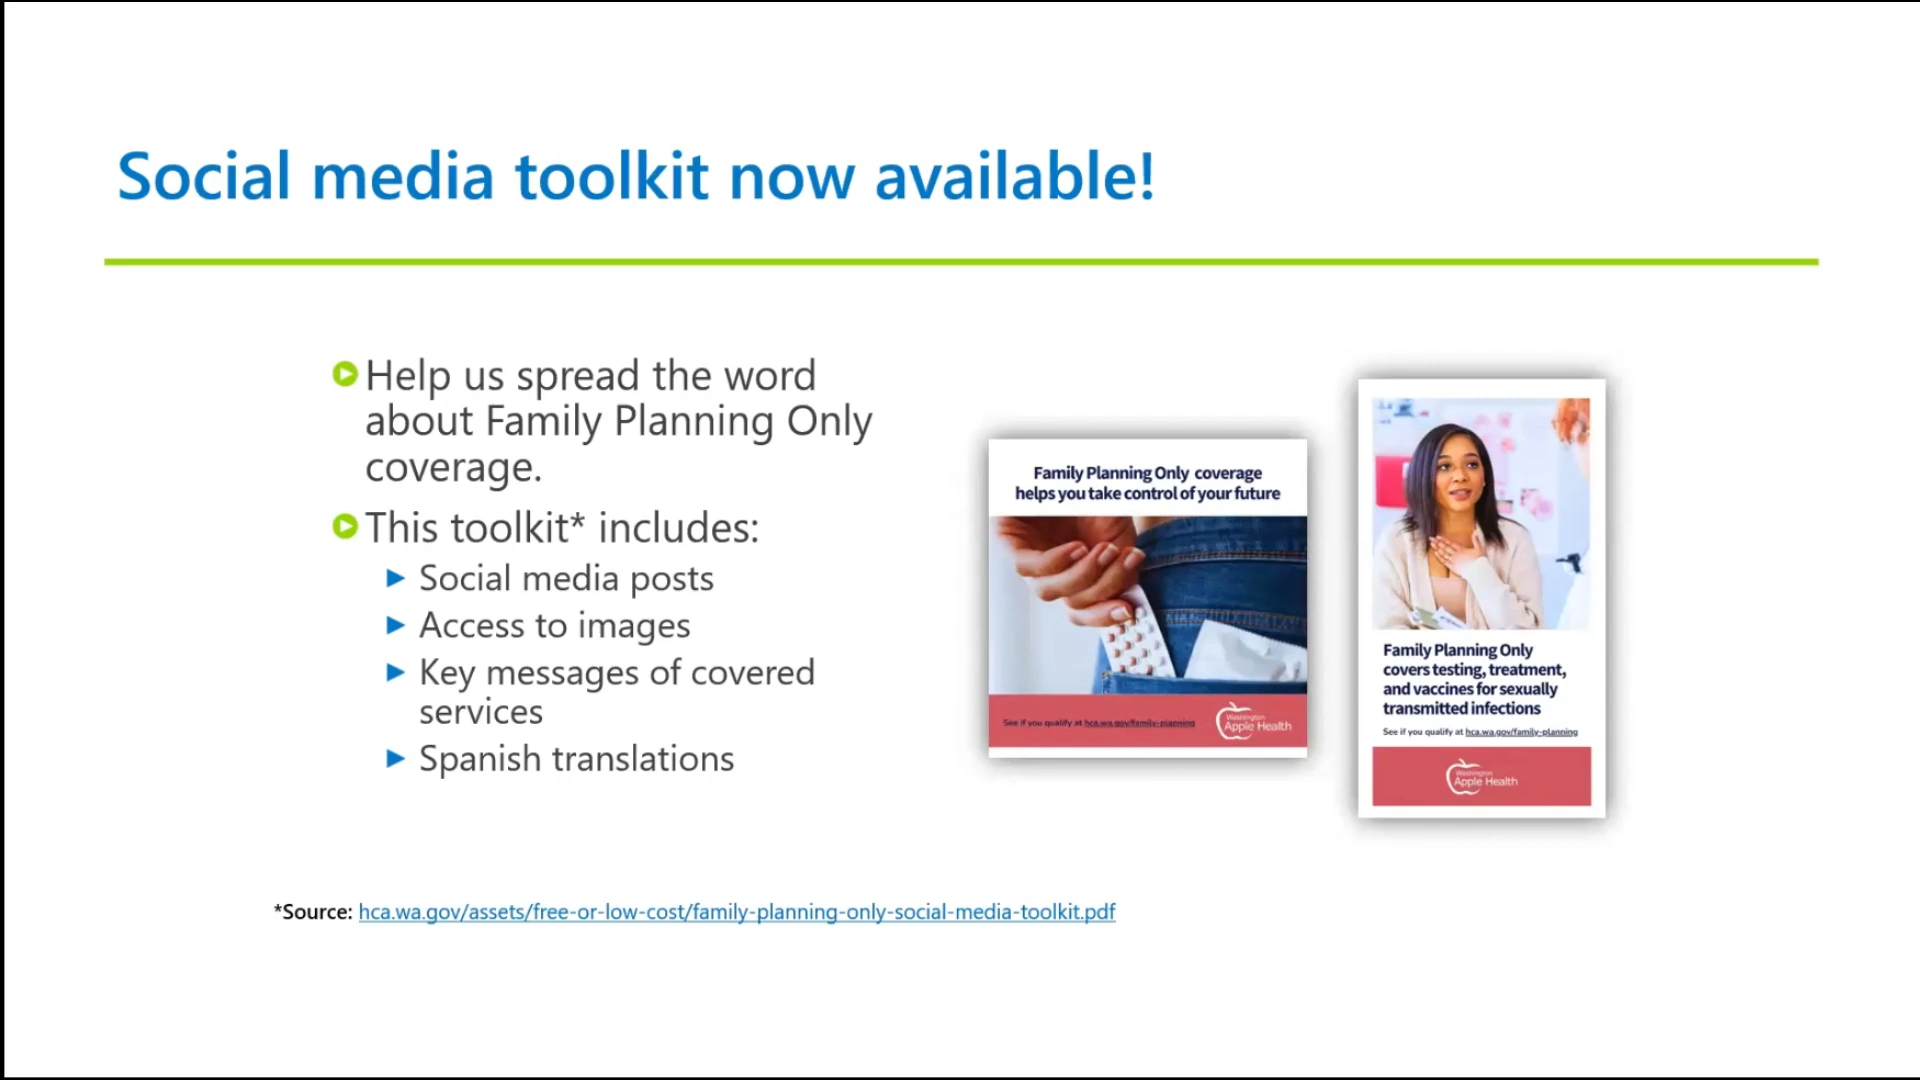 Social media toolkit now available!
Help us spread the word
about Family Planning Only
coverage.
This toolkit* includes:
Social media posts
Access to images
Key messages of covered
services
Spanish translations
Family Planning Only coverage
helps you take control of your future
See if you qualify at hca.wa.gov/family-planning
Washington
Apple Health
Family Planning Only
covers testing, treatment,
and vaccines for sexually
transmitted infections
See if you qualify at hca.wa.gov/family-planning
Washington
Apple Health
*Source: hca.wa.gov/assets/free-or-low-cost/family-planning-only-social-media-toolkit.pdf